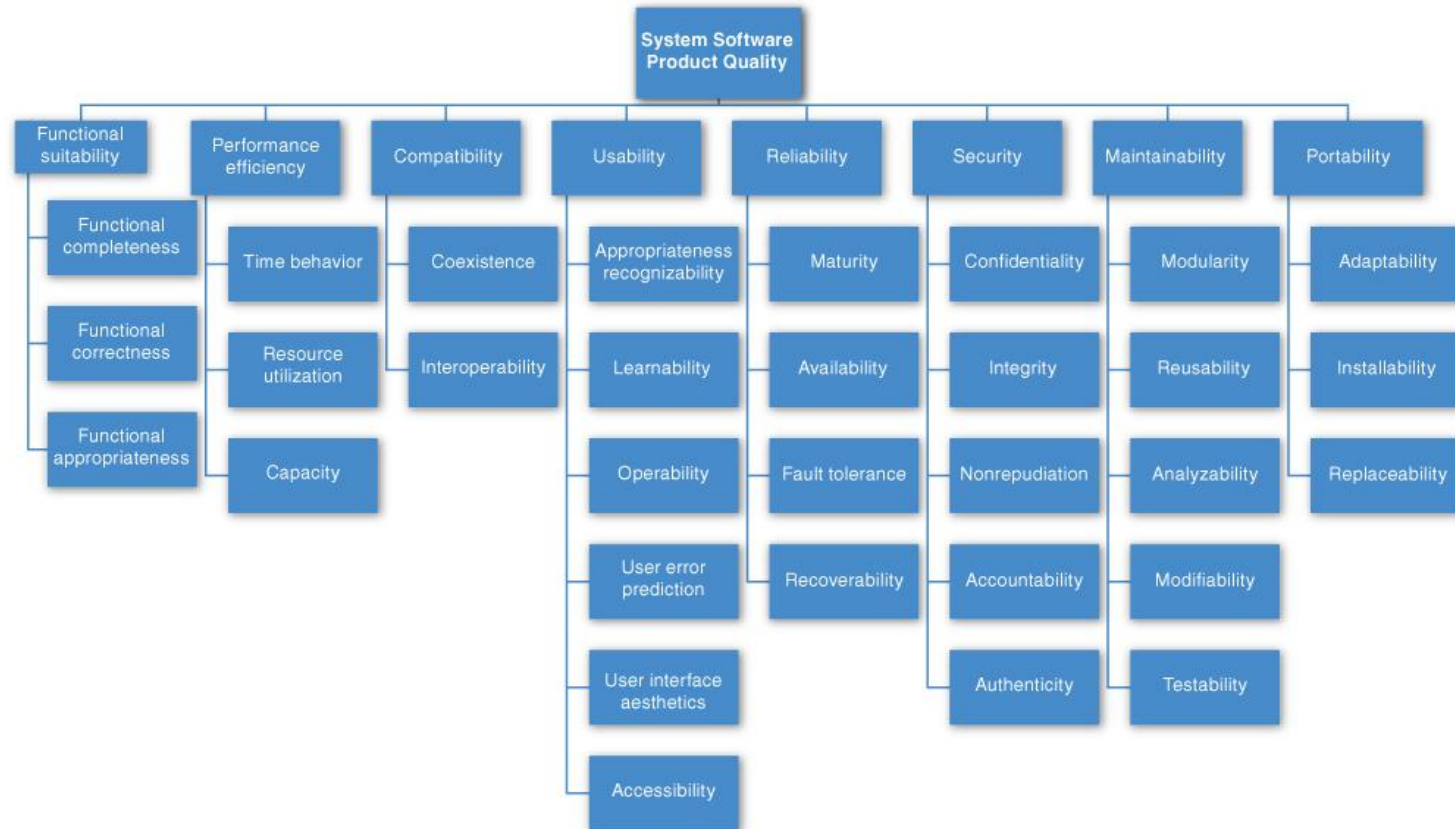 System Software
Product Quality
Functional
suitability
Performance
efficiency
Compatibility
Usability
Reliability
Security
Maintainability
Portability
Functional
completeness
Functional
correctness
Functional
appropriateness
Time behavior
Resource
utilization
Capacity
Coexistence
Interoperability
Appropriateness
recognizability
Learnability
Operability
User error
prediction
User interface
aesthetics
Accessibility
Maturity
Availability
Fault tolerance
Recoverability
Confidentiality
Integrity
Nonrepudiation
Accountability
Authenticity
Modularity
Reusability
Analyzability
Modifiability
Testability
Adaptability
Installability
Replaceability